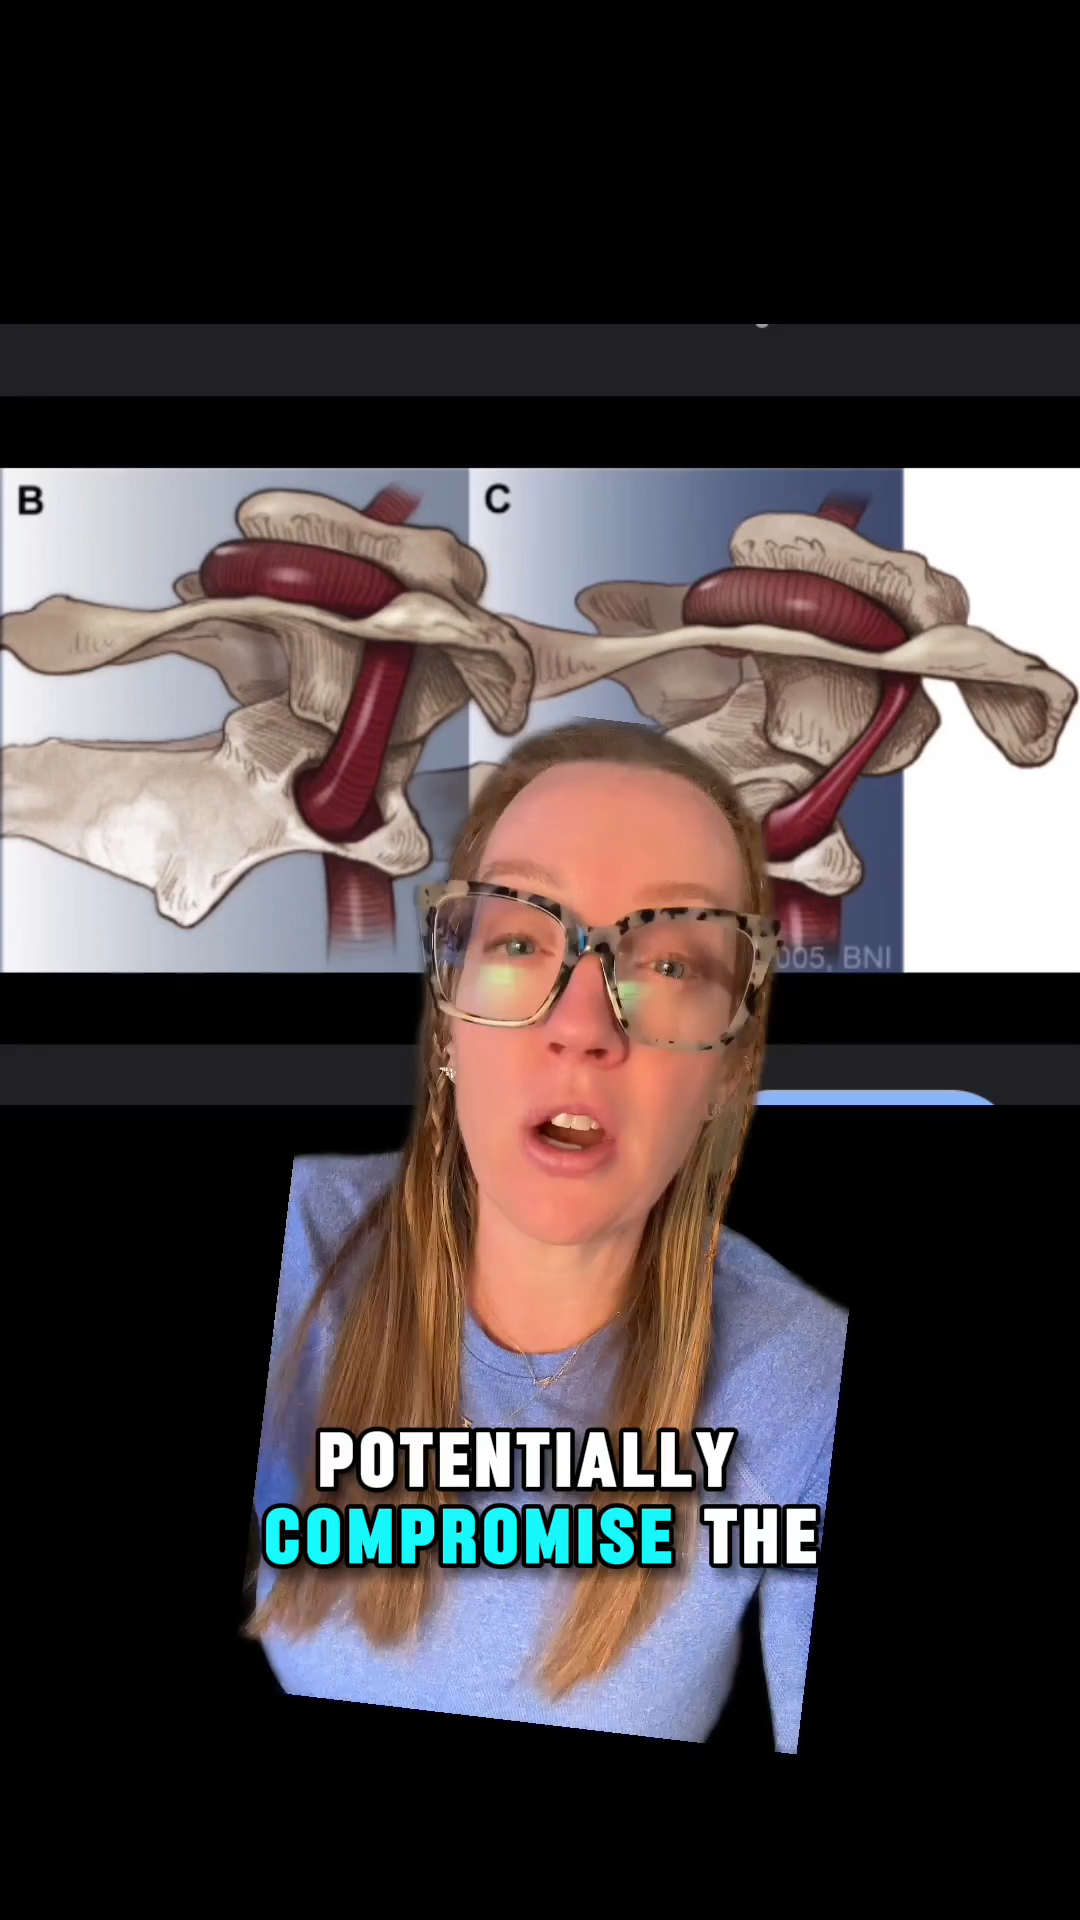 B
C
005, BNI
POTENTIALLY
COMPROMISE THE